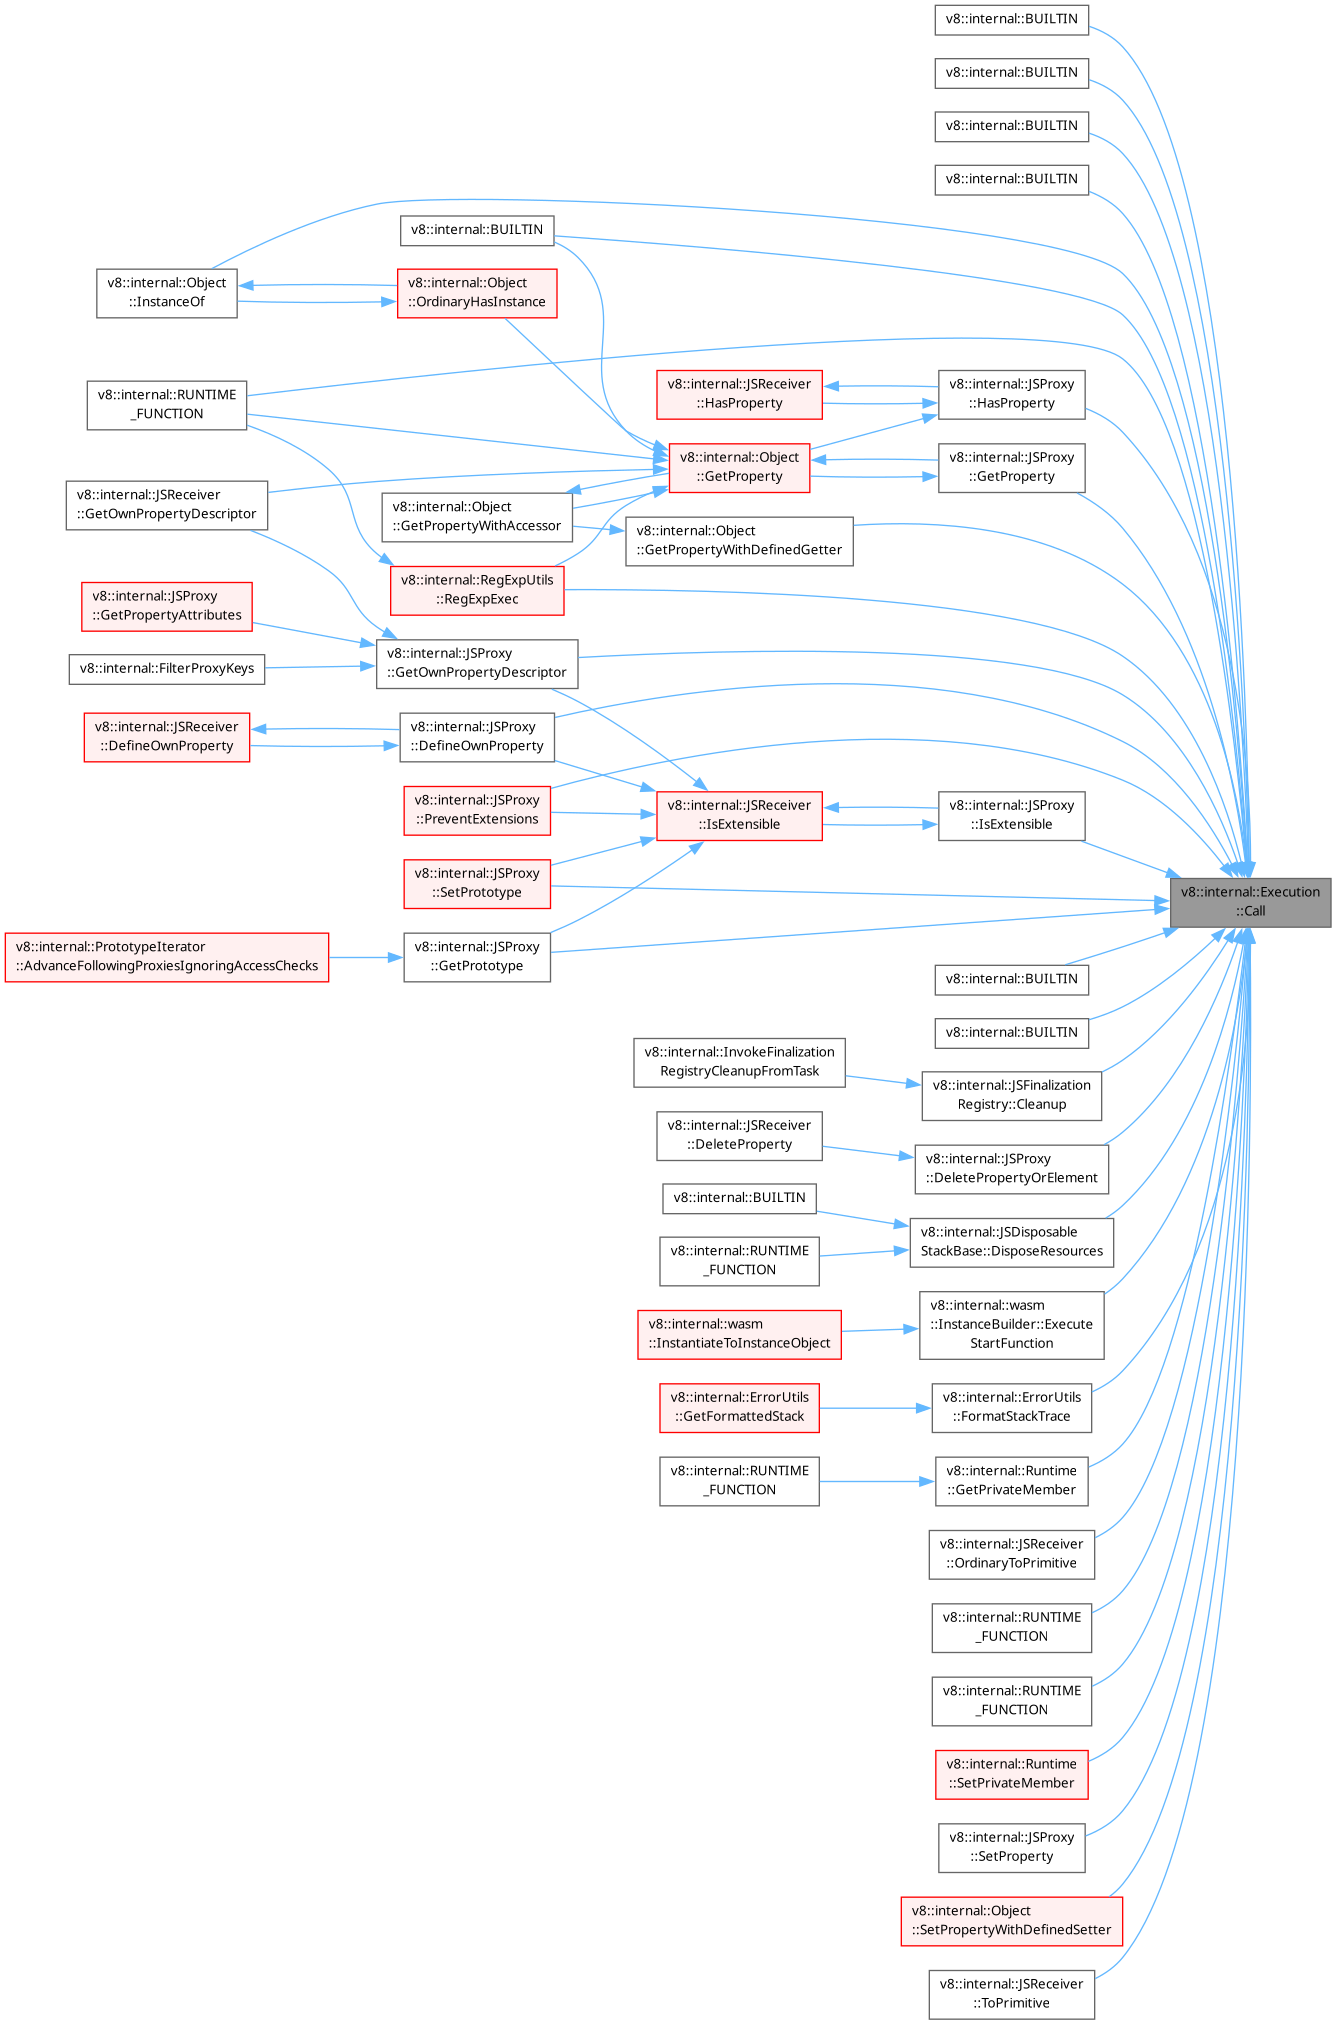 v8::internal::BUILTIN
v8::internal::BUILTIN
v8::internal::BUILTIN
v8::internal::BUILTIN
v8::internal::BUILTIN
v8::internal::Object
::InstanceOf
v8::internal::Object
::OrdinaryHasInstance
v8::internal::RUNTIME
_FUNCTION
v8::internal::JSReceiver
::HasProperty
v8::internal::JSProxy
::HasProperty
v8::internal::Object
::GetProperty
v8::internal::JSProxy
::GetProperty
v8::internal::JSReceiver
::GetOwnPropertyDescriptor
v8::internal::Object
::GetPropertyWithAccessor
v8::internal::Object
::GetPropertyWithDefinedGetter
v8::internal::RegExpUtils
::RegExpExec
v8::internal::JSProxy
::GetPropertyAttributes
v8::internal::JSProxy
::GetOwnPropertyDescriptor
v8::internal::FilterProxyKeys
v8::internal::JSReceiver
::DefineOwnProperty
v8::internal::JSProxy
::DefineOwnProperty
v8::internal::JSProxy
::PreventExtensions
v8::internal::JSReceiver
::IsExtensible
v8::internal::JSProxy
::IsExtensible
v8::internal::JSProxy
::SetPrototype
v8::internal::Execution
::Call
v8::internal::PrototypeIterator
::AdvanceFollowingProxiesIgnoringAccessChecks
v8::internal::JSProxy
::GetPrototype
v8::internal::BUILTIN
v8::internal::BUILTIN
v8::internal::InvokeFinalization
RegistryCleanupFromTask
v8::internal::JSFinalization
Registry::Cleanup
v8::internal::JSReceiver
::DeleteProperty
v8::internal::JSProxy
::DeletePropertyOrElement
v8::internal::BUILTIN
v8::internal::RUNTIME
_FUNCTION
v8::internal::JSDisposable
StackBase::DisposeResources
v8::internal::wasm
::InstantiateToInstanceObject
v8::internal::wasm
::InstanceBuilder::Execute
StartFunction
v8::internal::ErrorUtils
::GetFormattedStack
v8::internal::ErrorUtils
::FormatStackTrace
v8::internal::RUNTIME
_FUNCTION
v8::internal::Runtime
::GetPrivateMember
v8::internal::JSReceiver
::OrdinaryToPrimitive
v8::internal::RUNTIME
_FUNCTION
v8::internal::RUNTIME
_FUNCTION
v8::internal::Runtime
::SetPrivateMember
v8::internal::JSProxy
::SetProperty
v8::internal::Object
::SetPropertyWithDefinedSetter
v8::internal::JSReceiver
::ToPrimitive